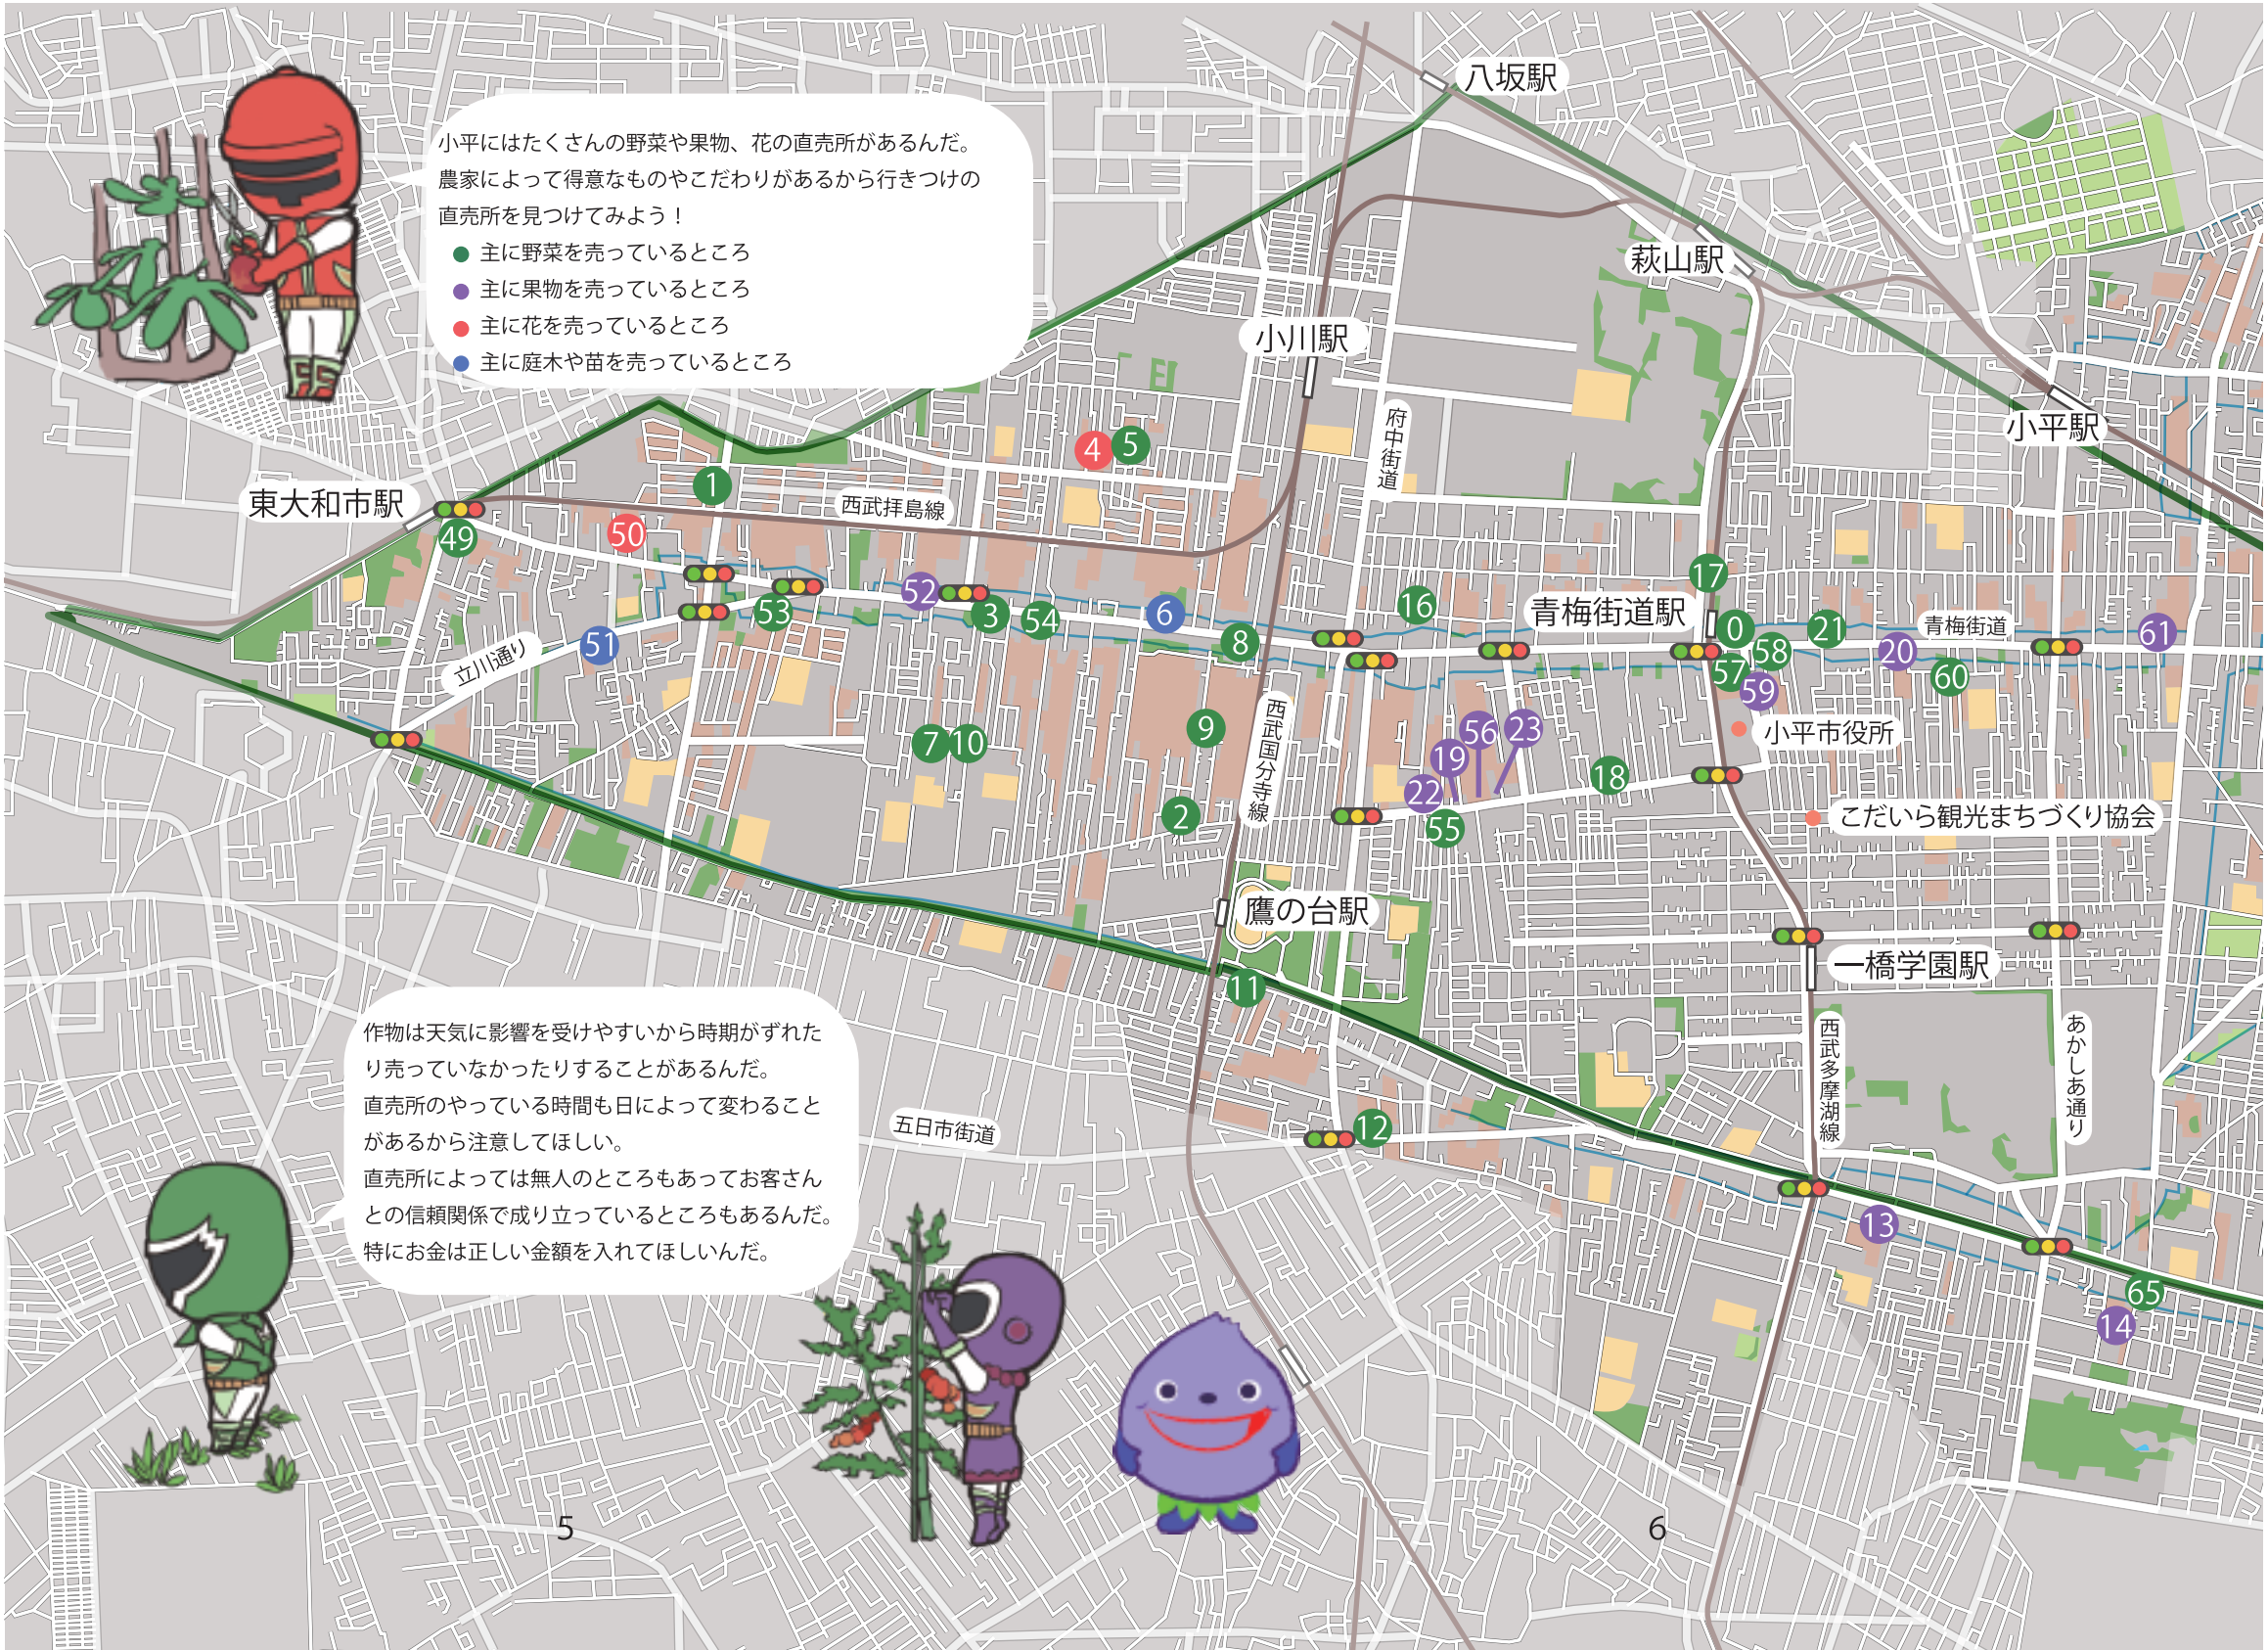 小平にはたくさんの野菜や果物、花の直売所があるんだ。
農家によって得意なものやこだわりがあるから行きつけの
直売所を見つけてみよう！
主に野菜を売っているところ
主に果物を売っているところ
主に花を売っているところ
主に庭木や苗を売っているところ
八坂駅
萩山駅
小川駅
小平駅
府中街道
4
5
1
東大和市駅
西武拝島線
49
50
17
52
53
3
54
6
16
青梅街道駅
0
21
青梅街道
61
8
51
立川通り
58
20
57
60
59
7
10
9
西武国分寺線
56
23
小平市役所
19
18
22
2
55
こだいら観光まちづくり協会
鷹の台駅
一橋学園駅
11
西武多摩湖線
あかしあ通り
作物は天気に影響を受けやすいから時期がずれた
り売っていなかったりすることがあるんだ。
直売所のやっている時間も日によって変わること
があるから注意してほしい。
直売所によっては無人のところもあってお客さん
との信頼関係で成り立っているところもあるんだ。
特にお金は正しい金額を入れてほしいんだ。
五日市街道
12
13
65
14
5
6